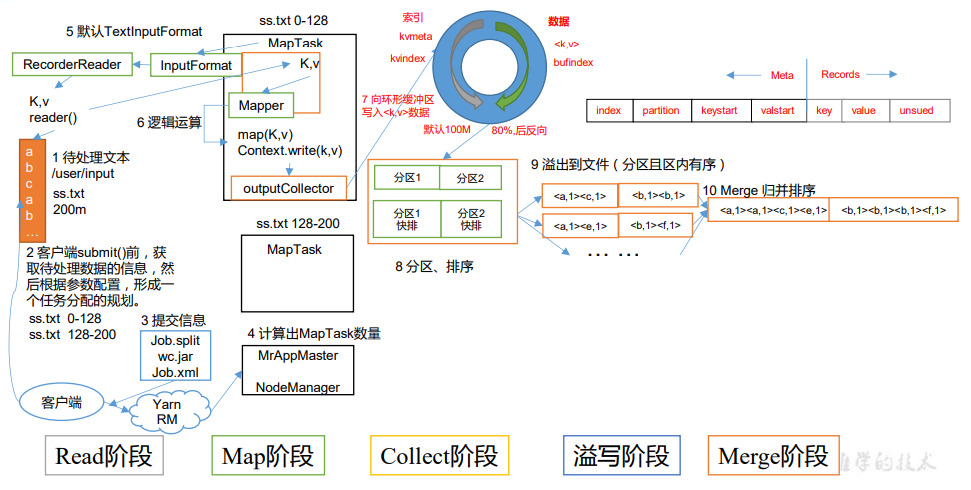 5 默认TextInputFormat
RecorderReader
InputFormat
K,v
reader()
a
b
c
a
b
...
1 待处理文本
/user/input
ss.txt
200m
2 客户端submit()前，获
取待处理数据的信息，然
后根据参数配置，形成一
个任务分配的规划。
ss.txt 0-128
ss.txt 128-200
3 提交信息
Job.split
wc.jar
Job.xml
客户端
Yarn
RM
4 计算出MapTask数量
MrAppMaster
NodeManager
ss.txt 0-128
MapTask
K,v
Mapper
6 逻辑运算
map(K,v)
Context.write(k,v)
outputCollector
ss.txt 128-200
MapTask
索引
kvmeta
kvindex
数据
<k,v>
bufindex
7 向环形缓冲区
写入<k,v>数据
默认100M
80%,后反向
Meta
Records
index
partition
keystart
valstart
key
value
unsued
分区1
分区2
分区1
快排
分区2
快排
8 分区、排序
9 溢出到文件（分区且区内有序）
<a,1><c,1>
<b,1><b,1>
<a,1><e,1>
<b,1><f,1>
... ...
10 Merge 归并排序
<a,1><a,1><c,1><e,1>
<b,1><b,1><b,1><f,1>
Read阶段
Map阶段
Collect阶段
溢写阶段
Merge阶段
学的技术